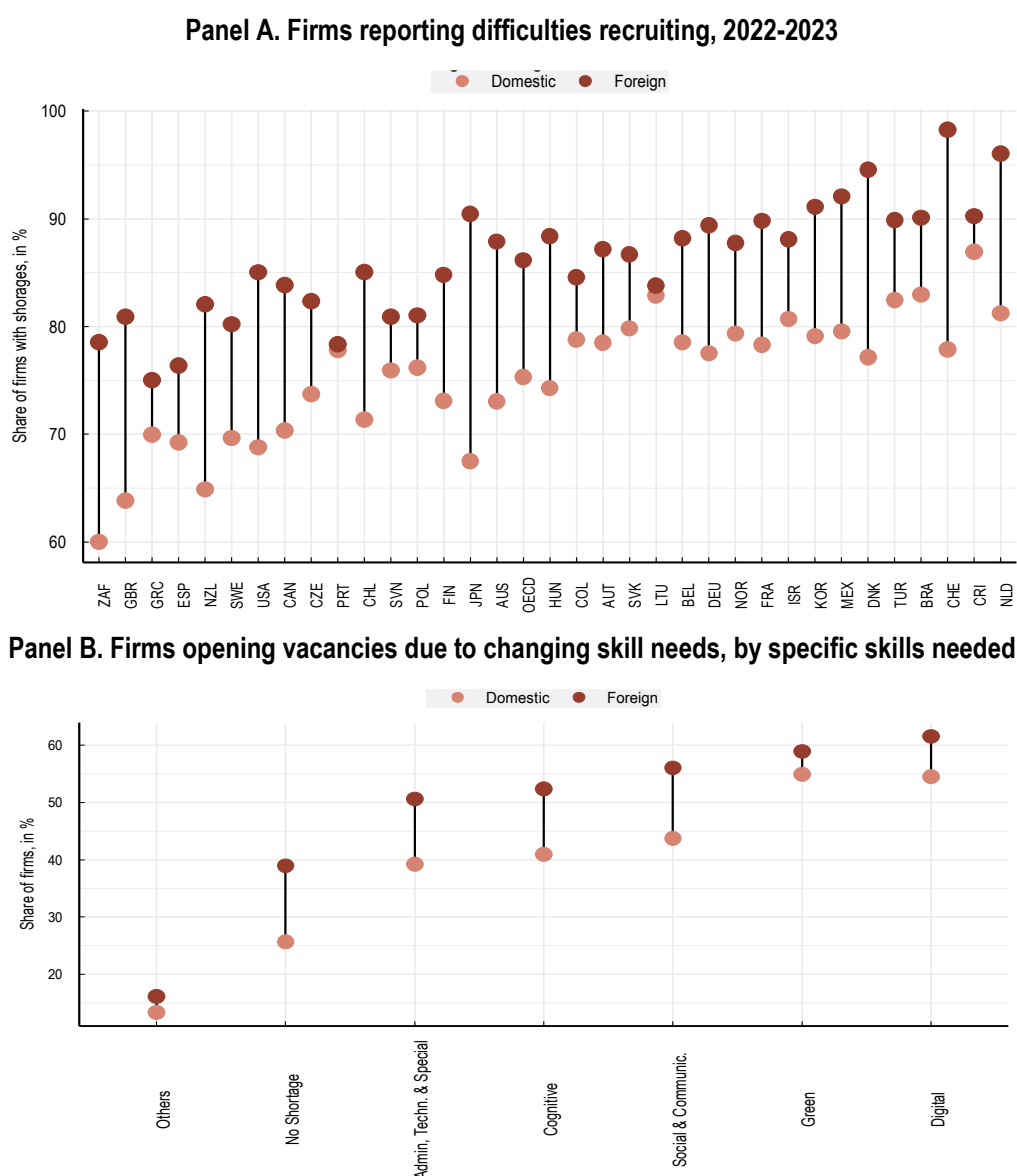 Panel A. Firms reporting difficulties recruiting, 2022-2023
Domestic Foreign
Share of firms with shorages, in %
100
90
80
70
60
ZAF GBR GRC ESP NZL SWE USA CAN CZE PRT CHL SVN POL FIN JPN AUS OECD HUN COL AUT SVK LTU BEL DEU NOR FRA ISR KOR MEX DNK TUR BRA CHE CRI NLD
Panel B. Firms opening vacancies due to changing skill needs, by specific skills needed
Domestic Foreign
Share of firms, in %
60
50
40
30
20
Others
No Shortage
Admin, Techn. & Special
Cognitive
Social & Communic.
Green
Digital